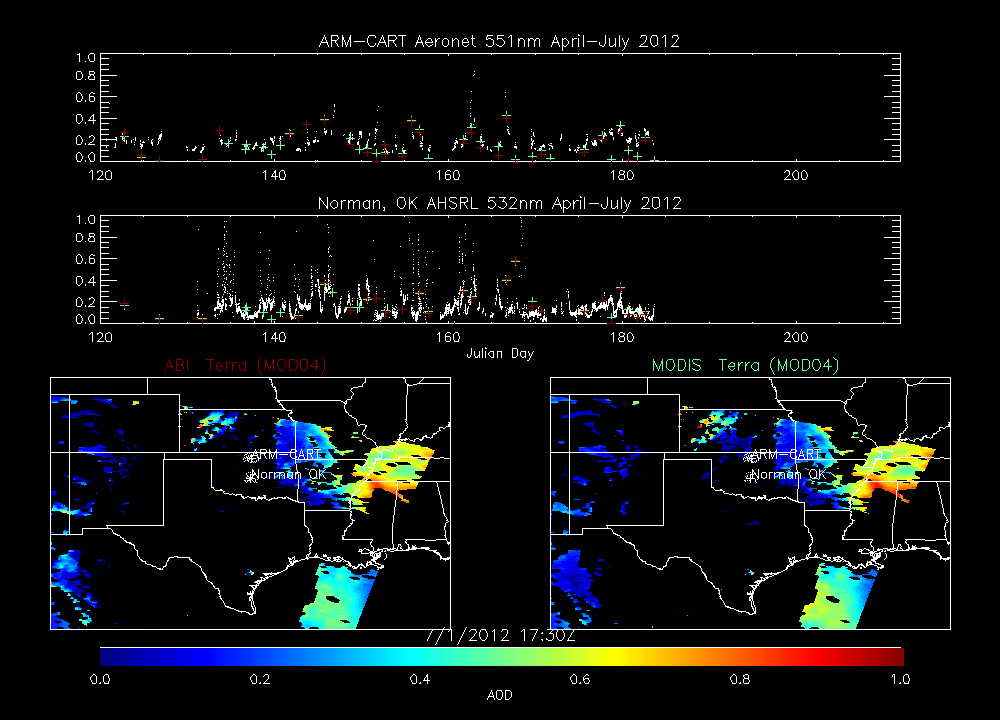 ARM-CART Aeronet 551nm April-July 2012
1.0
0.8
0.6
0.4
0.2
0.0
120 140 160 180 200
Norman, OK AHSRL 532nm April-July 2012
1.0
0.8
0.6
0.4
0.2
0.0
120 140 160 180 200
Julian Day
ABI Terra (MOD04)
MODIS Terra (MOD04)
ARM-CART
Norman OK
ARM-CART
Norman OK
7/1/2012 17:30Z
0.0 0.2 0.4 0.6 0.8 1.0
AOD